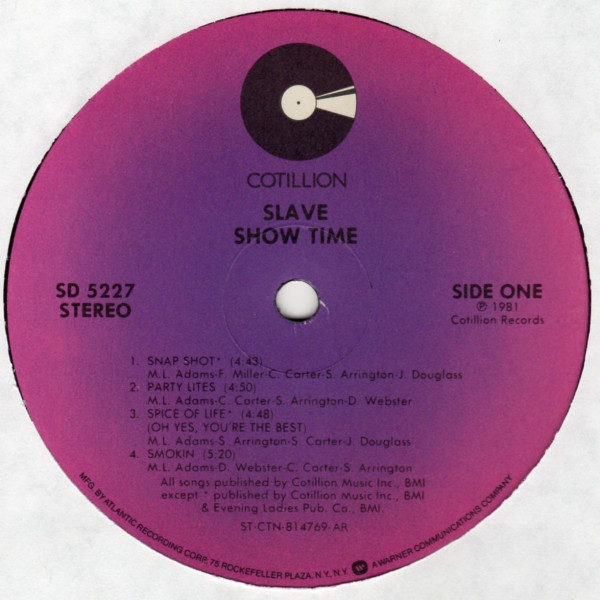 COTILLION
SLAVE
SHOW TIME
SD 5227
STEREO
SIDE ONE
℗ 1981
Cotillion Records
1. SNAP SHOT* (4:43)
M.L. Adams-F. Miller-C. Carter-S. Arrington-J. Douglass
2. PARTY LITES (4:50)
M.L. Adams-C. Carter-S. Arrington-D. Webster
3. SPICE OF LIFE* (4:48)
(OH YES, YOU'RE THE BEST)
M.L. Adams-S. Arrington-S. Carter-J. Douglass
4. SMOKIN (5:20)
M.L. Adams-D. Webster-C. Carter-S. Arrington
All songs published by Cotillion Music Inc., BMI
except * published by Cotillion Music Inc., BMI
& Evening Ladies Pub. Co., BMI
ST-CTN-814769-AR
MFG. BY ATLANTIC RECORDING CORP., 75 ROCKEFELLER PLAZA, N.Y., N.Y. A WARNER COMMUNICATIONS COMPANY